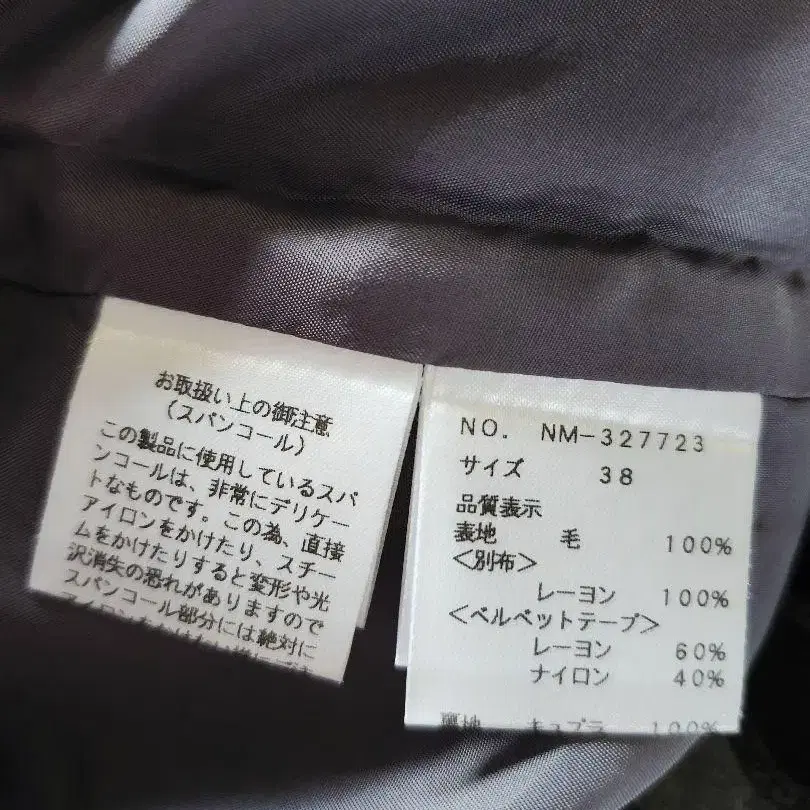 お取扱い上の御注意
（スパンコール）
この製品に使用しているスパ
ンコールは、非常にデリケー
トなものです。この為、直接
アイロンをかけたり、スチー
ムをかけたりすると変形や光
沢消失の恐れがありますので
スパンコール部分には絶対に
NO. NM-327723
サイズ 38
品質表示
表地 毛 100%
<別布>
レーヨン 100%
<ベルベットテープ>
レーヨン 60%
ナイロン 40%
裏地 キュプラ 100%